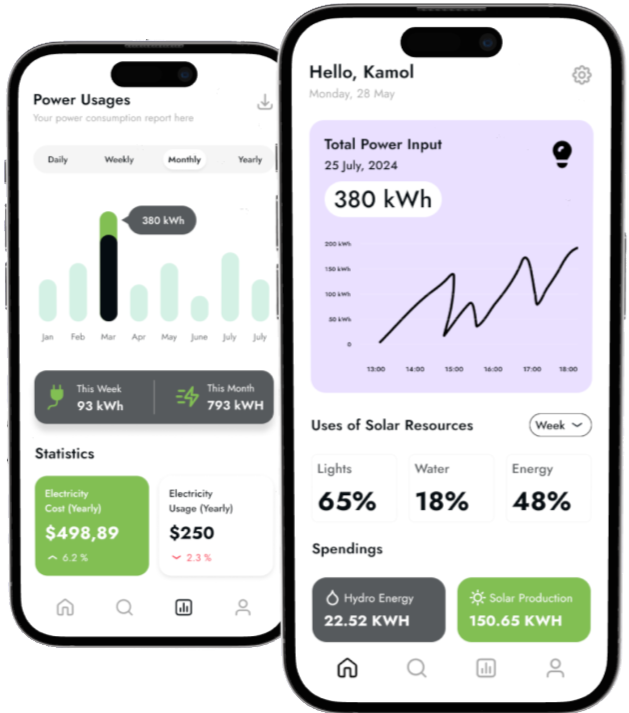 Power Usages
Your power consumption report here
Daily Weekly Monthly Yearly
380 kWh
Jan Feb Mar Apr May June July July
This Week
93 kWh
This Month
793 kWH
Statistics
Electricity
Cost (Yearly)
$498,89
6.2 %
Electricity
Usage (Yearly)
$250
2.3 %
Hello, Kamol
Monday, 28 May
Total Power Input
25 July, 2024
380 kWh
200 kWh
150 kWh
100 kWh
50 kWh
0
13:00 14:00 15:00 16:00 17:00 18:00
Uses of Solar Resources
Week
Lights
65%
Water
18%
Energy
48%
Spendings
Hydro Energy
22.52 KWH
Solar Production
150.65 KWH